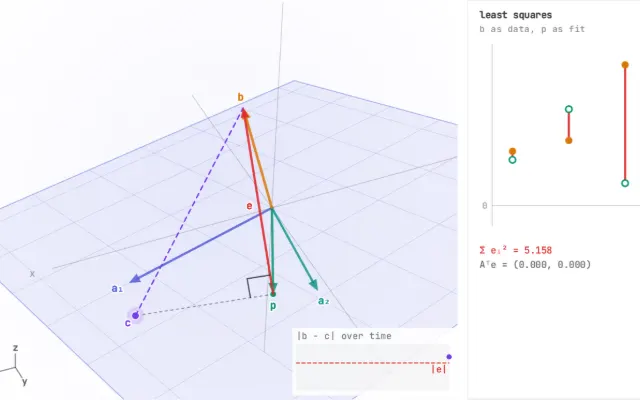 least squares
b as data, p as fit
b
e
x
a₁
a₂
p
c
z
y
|b - c| over time
|e|
0
Σ eᵢ² = 5.158
Aᵀe = (0.000, 0.000)